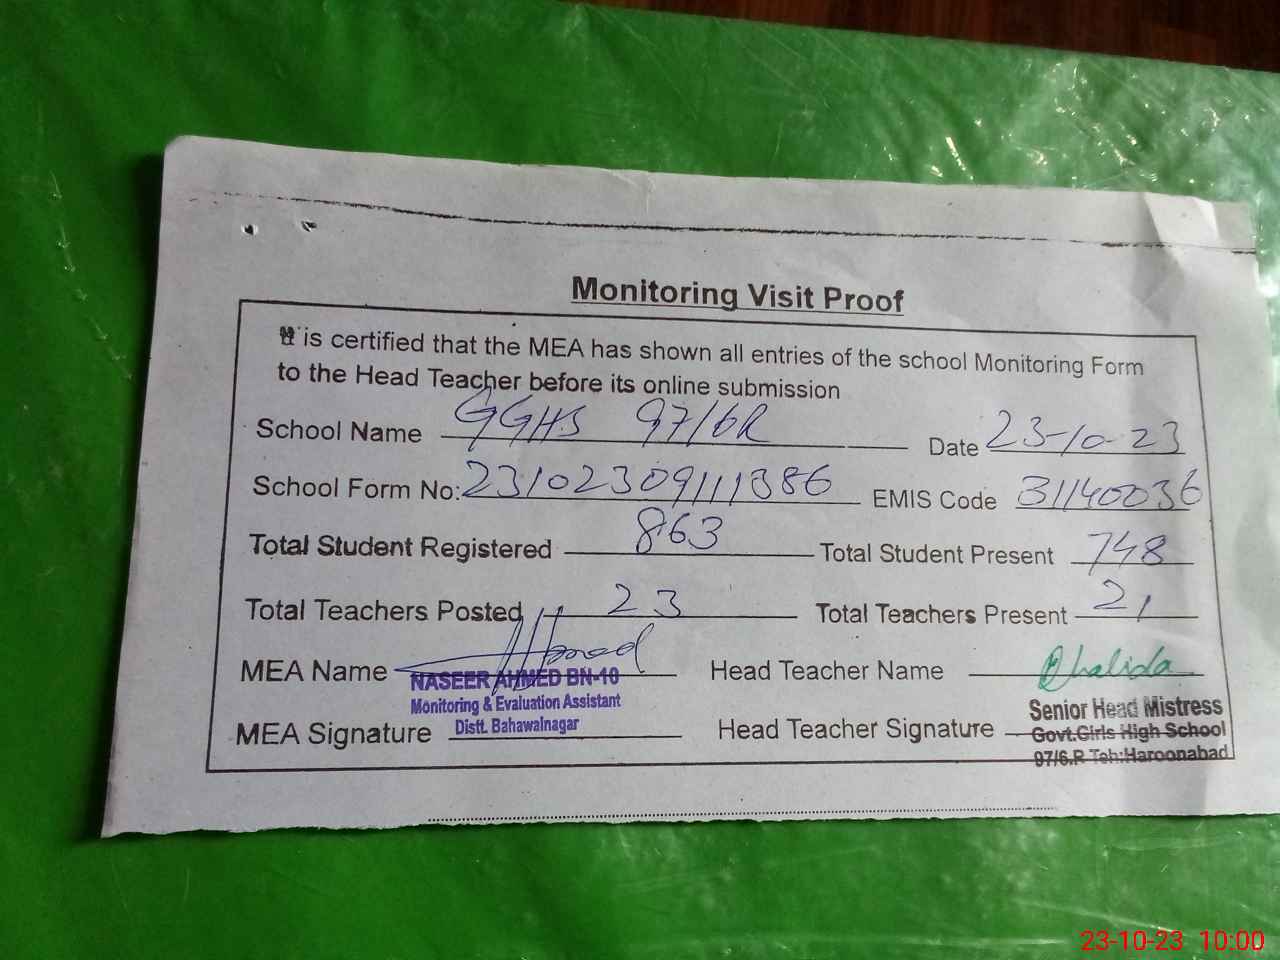 Monitoring Visit Proof
It is certified that the MEA has shown all entries of the school Monitoring Form
to the Head Teacher before its online submission
School Name GGHS 97/6R Date 23-10-23
School Form No: 23102309111386 EMIS Code 31140036
Total Student Registered 863 Total Student Present 748
Total Teachers Posted 23 Total Teachers Present 21
MEA Name Head Teacher Name Khalida
NASEER AHMED BN-10
Monitoring & Evaluation Assistant
Distt. Bahawalnagar
MEA Signature Head Teacher Signature
Senior Head Mistress
Govt.Girls High School
97/6.R Teh:Haroonabad
23-10-23 10:00